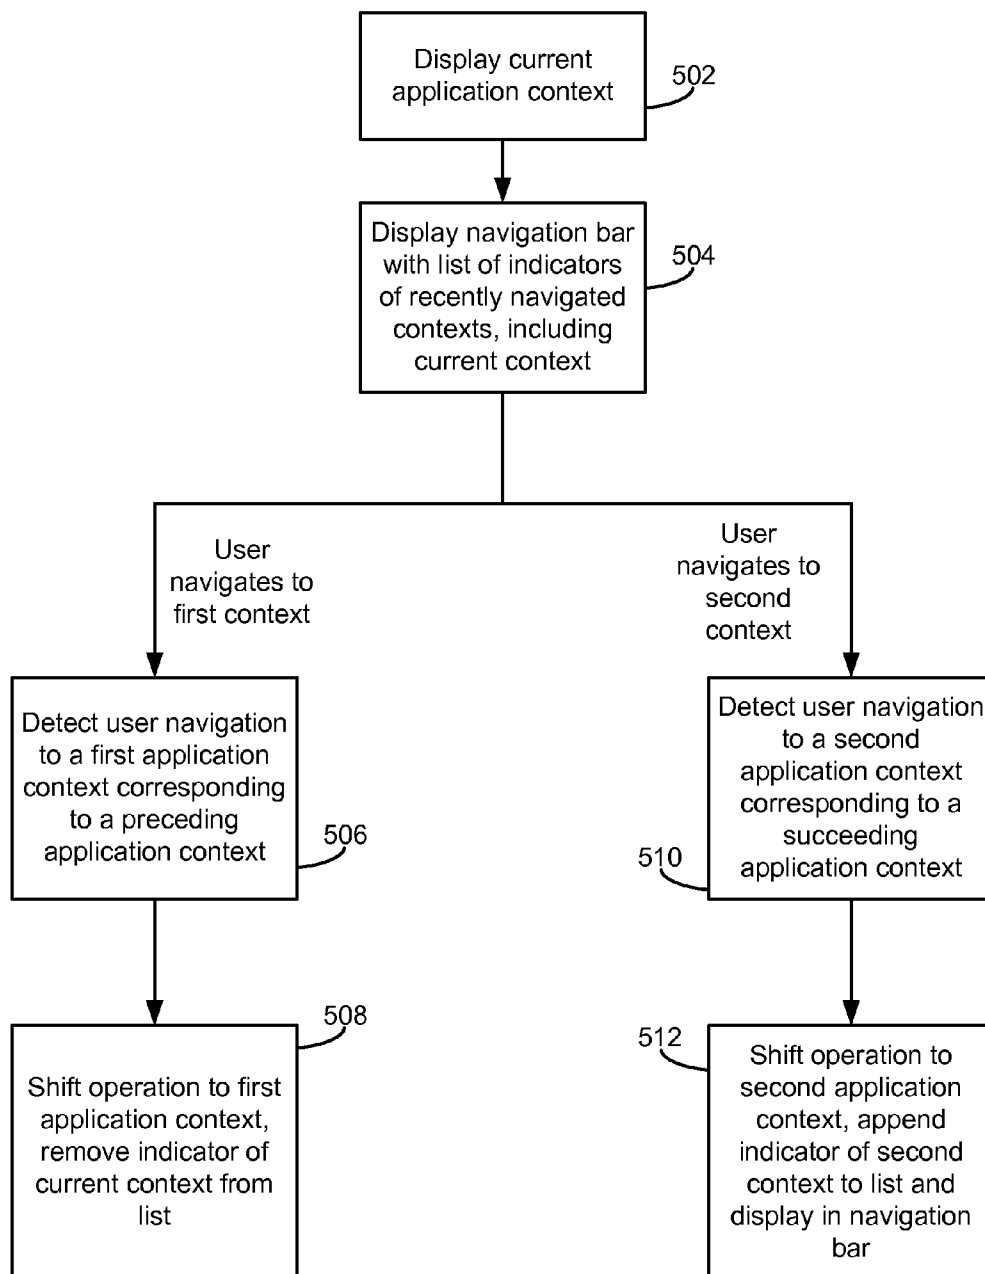 Display current
application context
502
Display navigation bar
with list of indicators
of recently navigated
contexts, including
current context
504
User
navigates to
first context
User
navigates to
second
context
Detect user navigation
to a first application
context corresponding
to a preceding
application context
506
Detect user navigation
to a second
application context
corresponding to a
succeeding
application context
510
Shift operation to first
application context,
remove indicator of
current context from
list
508
Shift operation to
second application
context, append
indicator of second
context to list and
display in navigation
bar
512